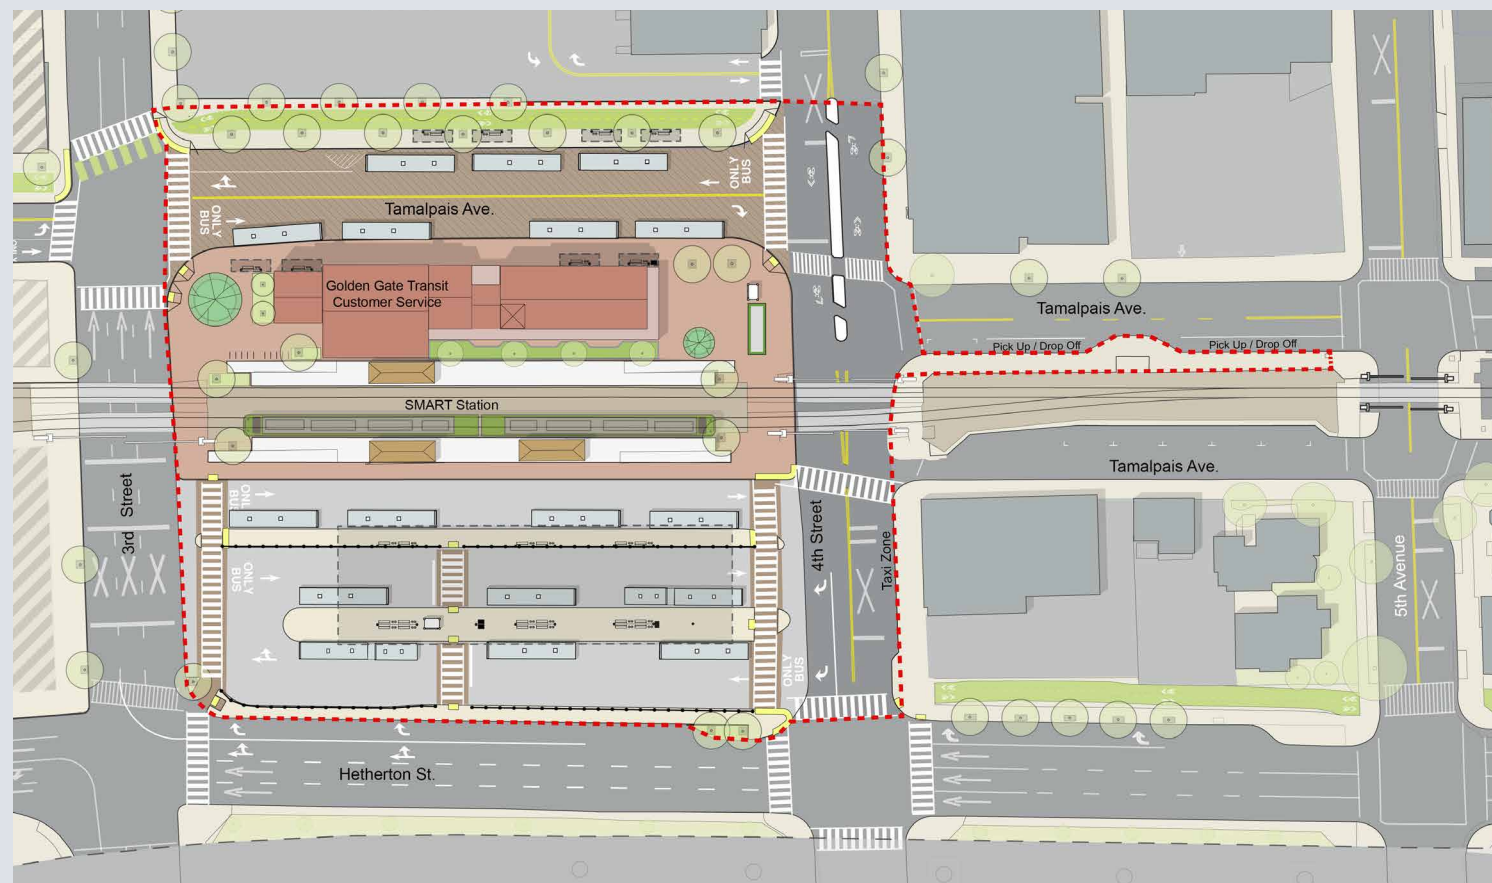 ONLY
BUS
Tamalpais Ave.
ONLY
BUS
Golden Gate Transit
Customer Service
Tamalpais Ave.
Pick Up / Drop Off
Pick Up / Drop Off
SMART Station
Tamalpais Ave.
3rd Street
ONLY
BUS
4th Street
Taxi Zone
ONLY
BUS
5th Avenue
ONLY
BUS
Hetherton St.